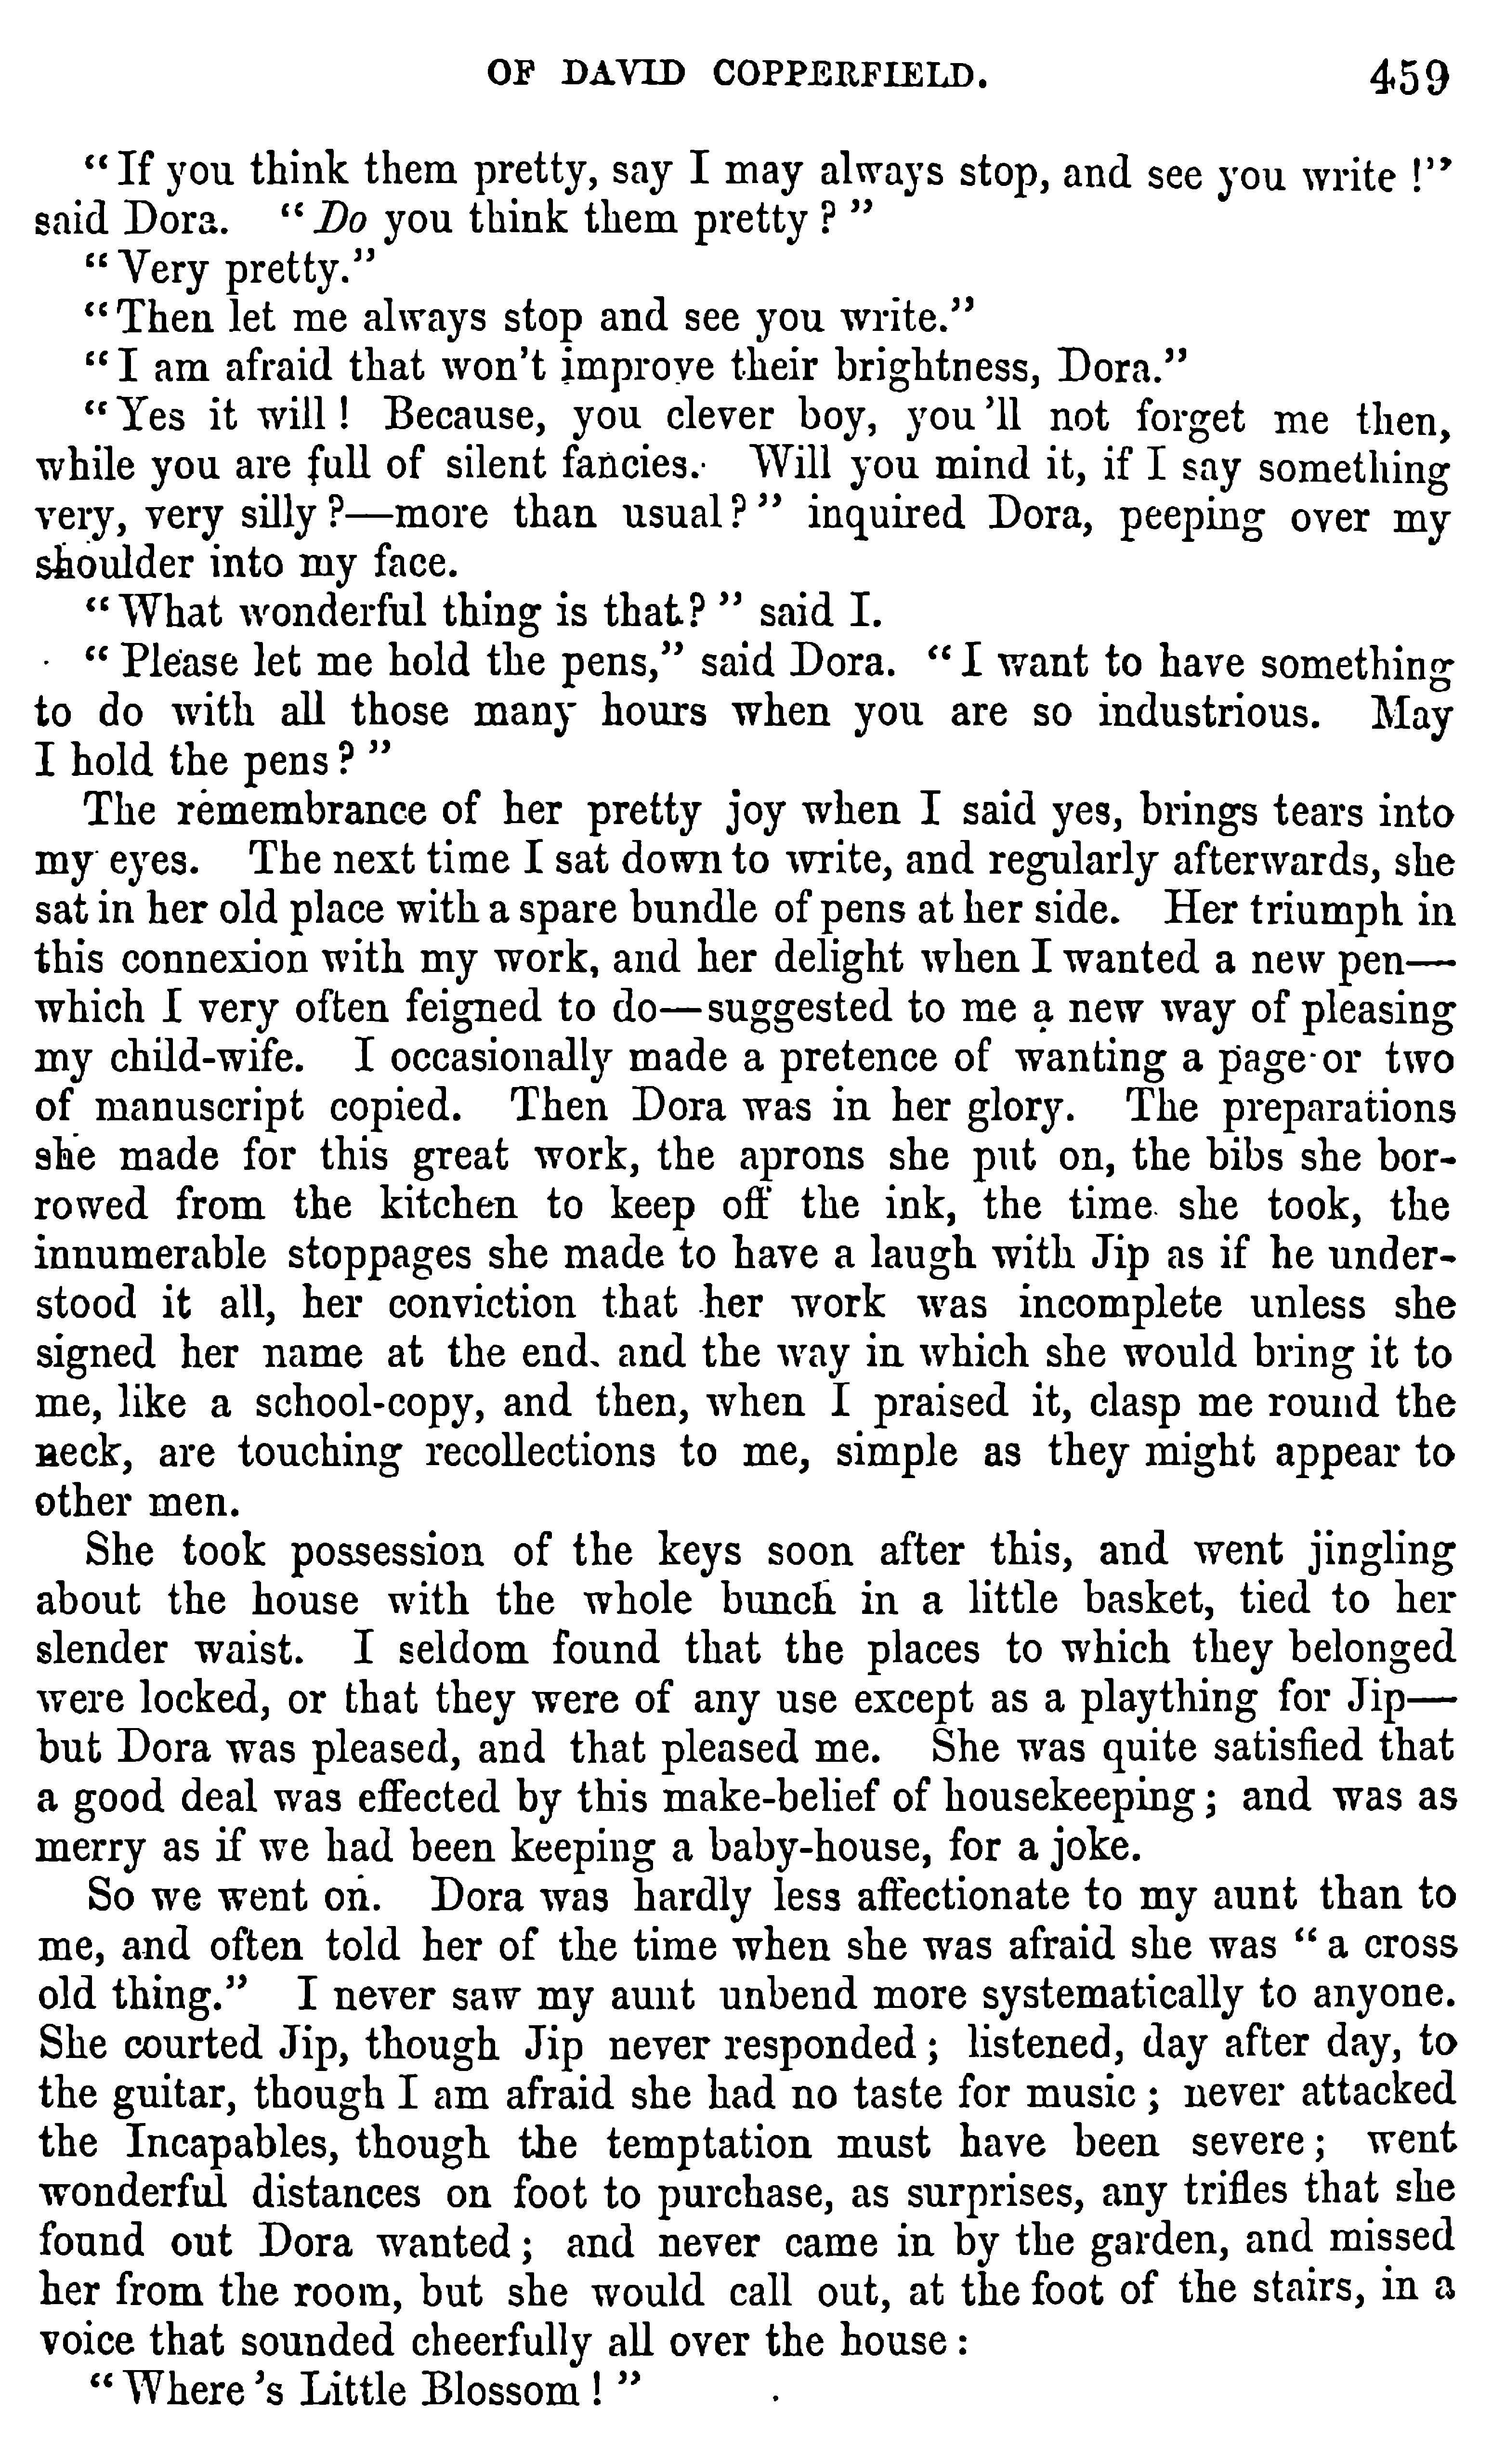 OF DAVID COPPERFIELD. 459
"If you think them pretty, say I may always stop, and see you write!"
said Dora. "Do you think them pretty?"
"Very pretty."
"Then let me always stop and see you write."
"I am afraid that won't improve their brightness, Dora."
"Yes it will! Because, you clever boy, you'll not forget me then,
while you are full of silent fancies. Will you mind it, if I say something
very, very silly?—more than usual?" inquired Dora, peeping over my
shoulder into my face.
"What wonderful thing is that?" said I.
"Please let me hold the pens," said Dora. "I want to have something
to do with all those many hours when you are so industrious. May
I hold the pens?"
The remembrance of her pretty joy when I said yes, brings tears into
my eyes. The next time I sat down to write, and regularly afterwards, she
sat in her old place with a spare bundle of pens at her side. Her triumph in
this connexion with my work, and her delight when I wanted a new pen—
which I very often feigned to do—suggested to me a new way of pleasing
my child-wife. I occasionally made a pretence of wanting a page or two
of manuscript copied. Then Dora was in her glory. The preparations
she made for this great work, the aprons she put on, the bibs she bor-
rowed from the kitchen to keep off the ink, the time she took, the
innumerable stoppages she made to have a laugh with Jip as if he under-
stood it all, her conviction that her work was incomplete unless she
signed her name at the end, and the way in which she would bring it to
me, like a school-copy, and then, when I praised it, clasp me round the
neck, are touching recollections to me, simple as they might appear to
other men.
She took possession of the keys soon after this, and went jingling
about the house with the whole bunch in a little basket, tied to her
slender waist. I seldom found that the places to which they belonged
were locked, or that they were of any use except as a plaything for Jip—
but Dora was pleased, and that pleased me. She was quite satisfied that
a good deal was effected by this make-belief of housekeeping; and was as
merry as if we had been keeping a baby-house, for a joke.
So we went on. Dora was hardly less affectionate to my aunt than to
me, and often told her of the time when she was afraid she was "a cross
old thing." I never saw my aunt unbend more systematically to anyone.
She courted Jip, though Jip never responded; listened, day after day, to
the guitar, though I am afraid she had no taste for music; never attacked
the Incapables, though the temptation must have been severe; went
wonderful distances on foot to purchase, as surprises, any trifles that she
found out Dora wanted; and never came in by the garden, and missed
her from the room, but she would call out, at the foot of the stairs, in a
voice that sounded cheerfully all over the house:
"Where's Little Blossom!"